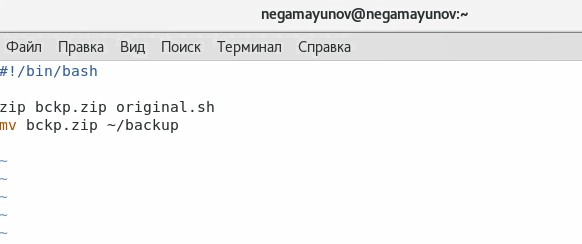 negamayunov@negamayunov:~
Файл Правка Вид Поиск Терминал Справка
#!/bin/bash
zip bckp.zip original.sh
mv bckp.zip ~/backup
~
~
~
~
~